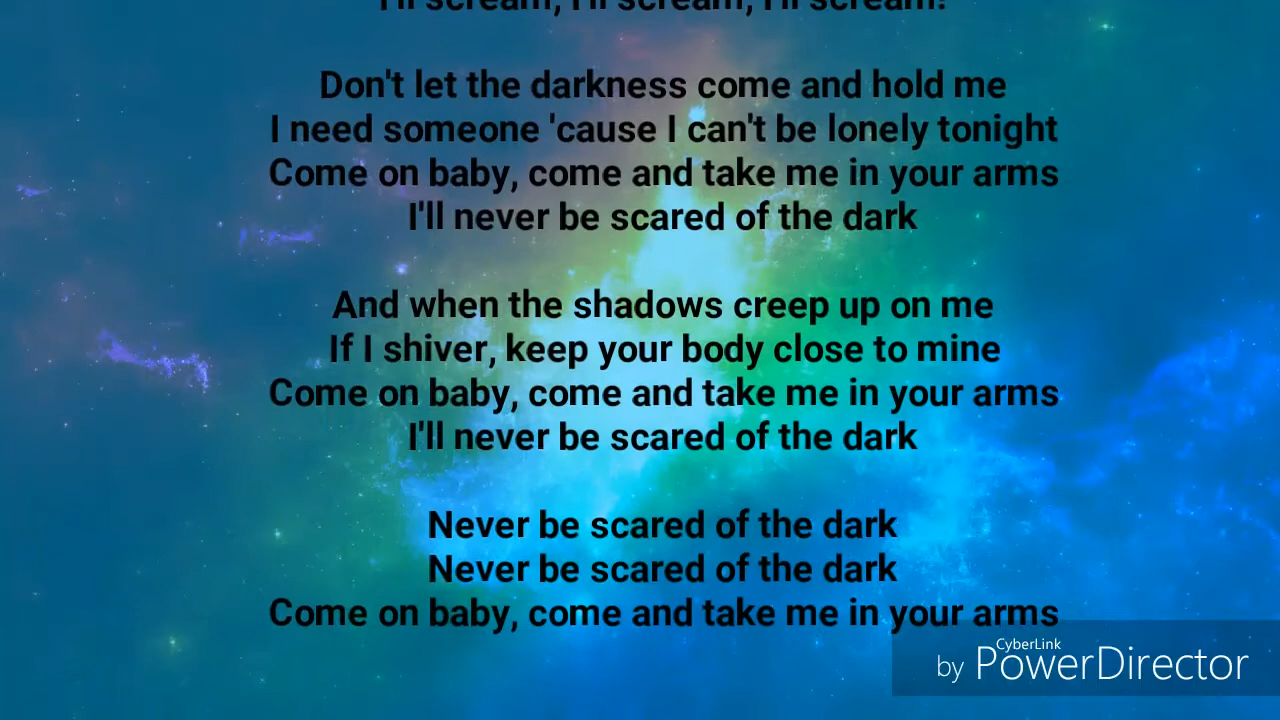 I'll scream, I'll scream, I'll scream!
Don't let the darkness come and hold me
I need someone 'cause I can't be lonely tonight
Come on baby, come and take me in your arms
I'll never be scared of the dark
And when the shadows creep up on me
If I shiver, keep your body close to mine
Come on baby, come and take me in your arms
I'll never be scared of the dark
Never be scared of the dark
Never be scared of the dark
Come on baby, come and take me in your arms
by CyberLink PowerDirector